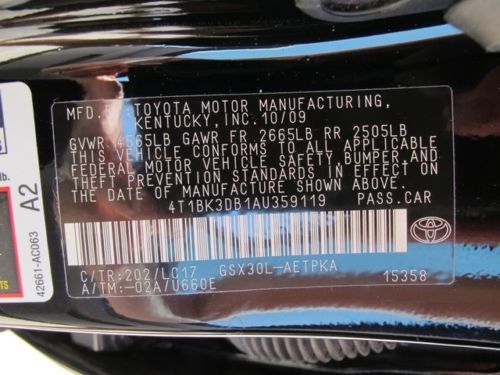 MFD. BY: TOYOTA MOTOR MANUFACTURING,
KENTUCKY, INC. 10/09
GVWR 4565LB GAWR FR 2665LB RR 2505LB
THIS VEHICLE CONFORMS TO ALL APPLICABLE
FEDERAL MOTOR VEHICLE SAFETY, BUMPER, AND
THEFT PREVENTION STANDARDS IN EFFECT ON
THE DATE OF MANUFACTURE SHOWN ABOVE.
4T1BK3DB1AU359119 PASS.CAR
C/TR:202/LC17 GSX30L-AETPKA
A/TM:-02A/U660E 15358
TOYOTA
42661-AC063
A2
lb.